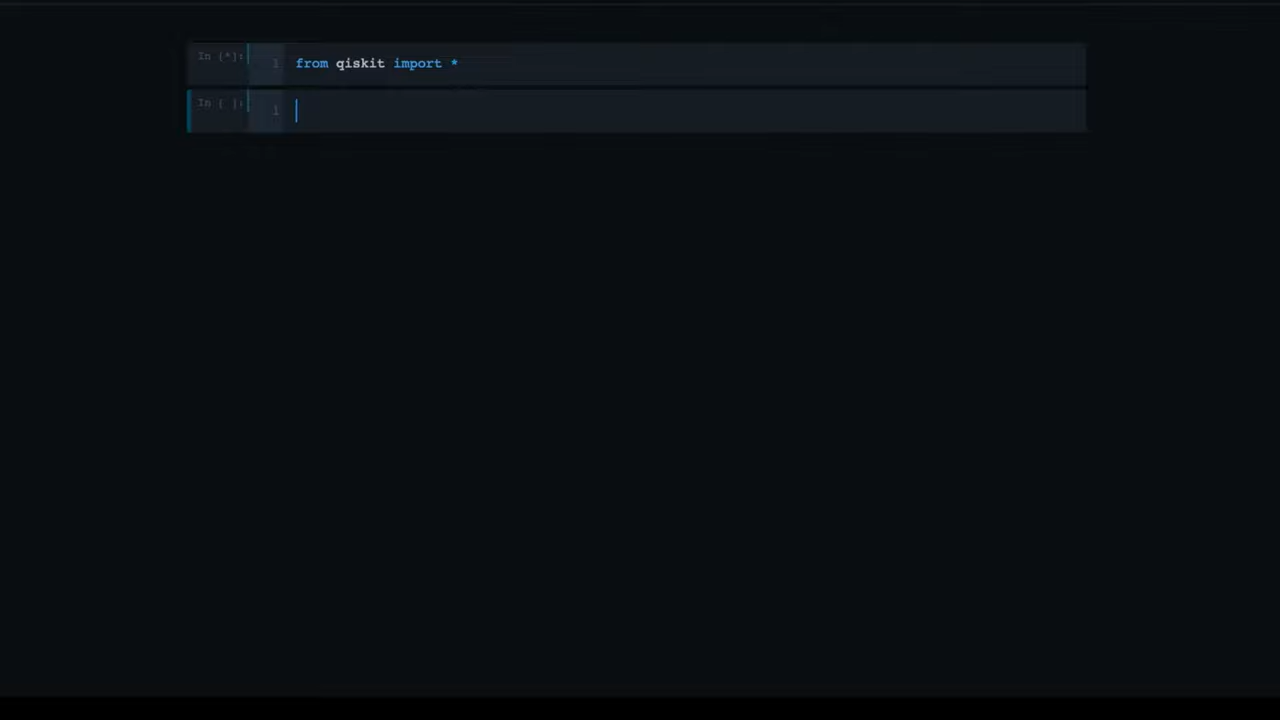 In [*]:
1 from qiskit import *
In [ ]:
1